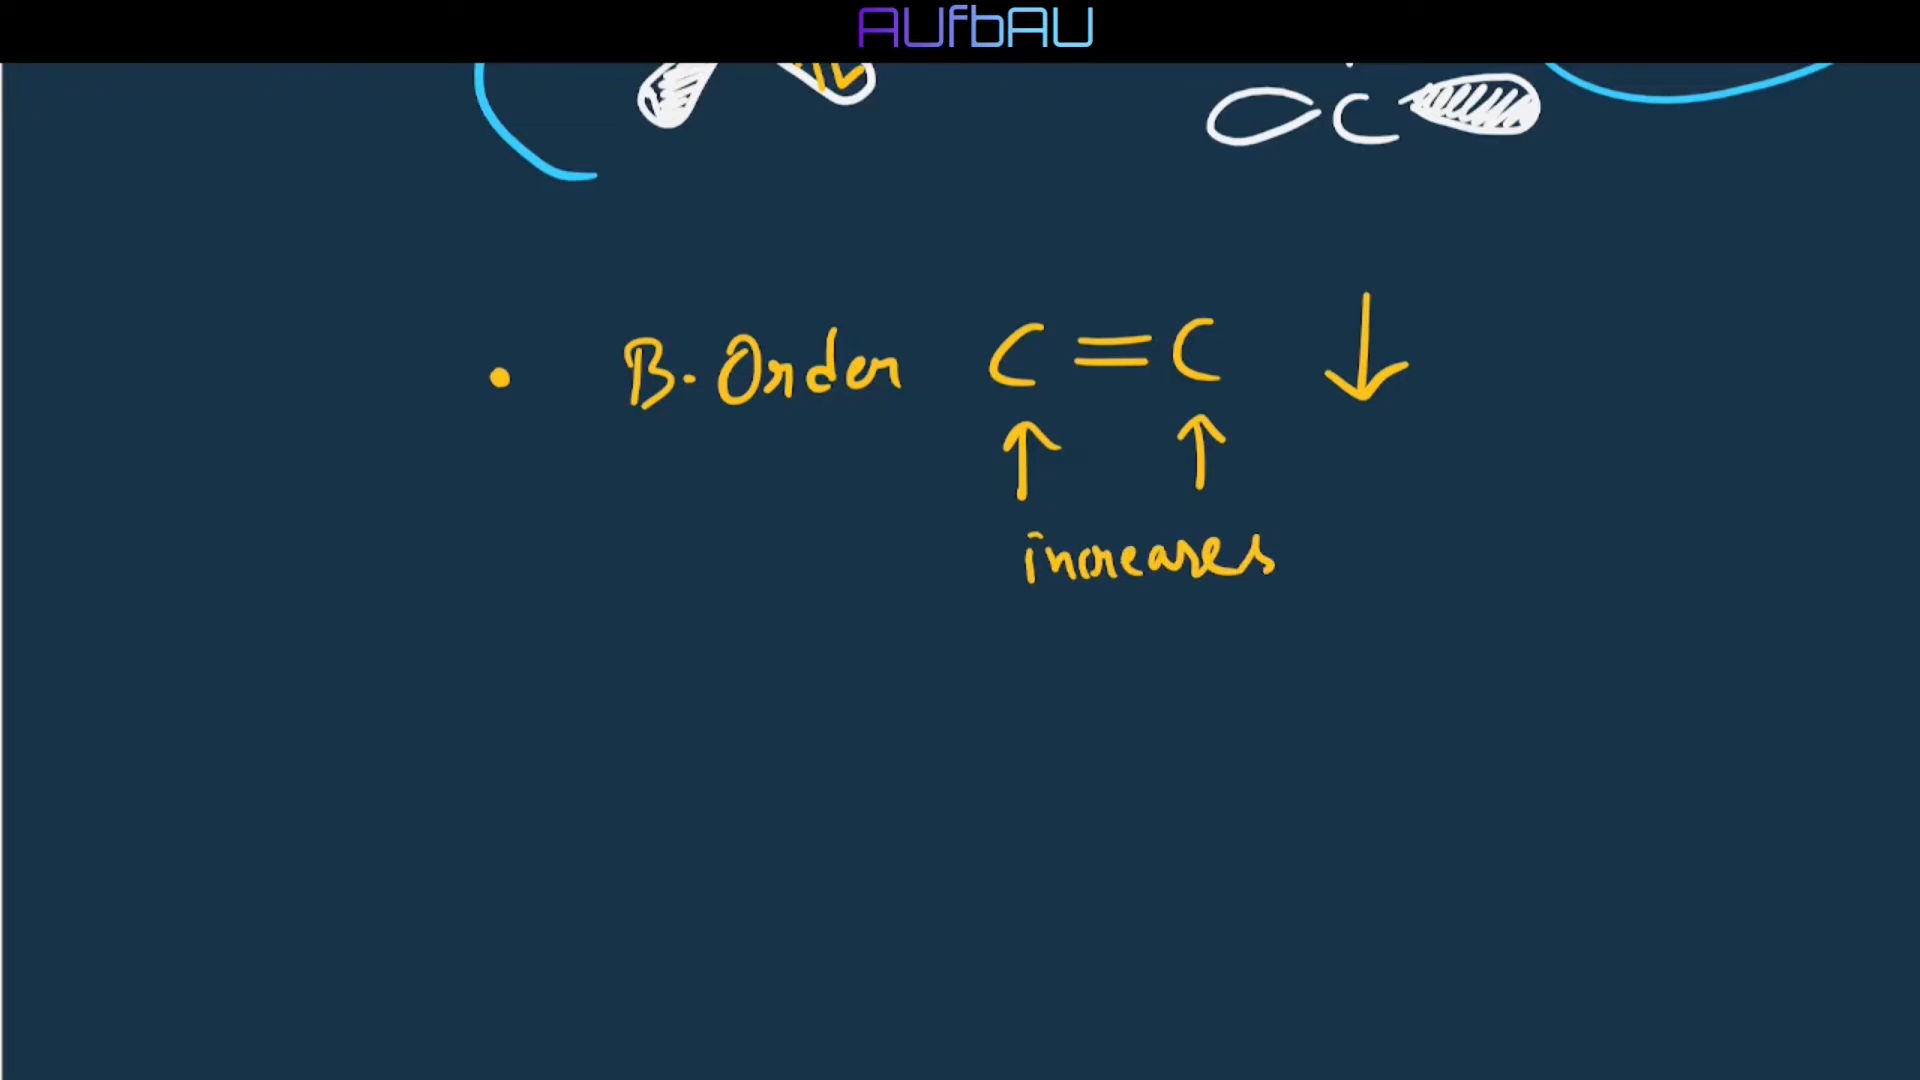 AUfbAU
C
B. Order C = C ↓
↑ ↑
increases